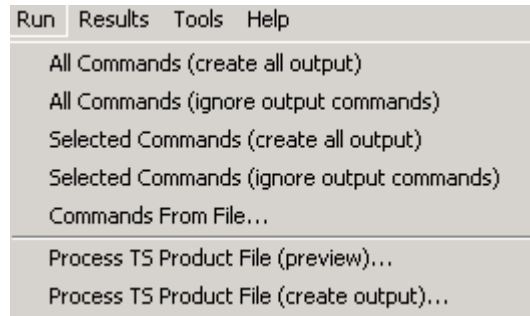 Run Results Tools Help
All Commands (create all output)
All Commands (ignore output commands)
Selected Commands (create all output)
Selected Commands (ignore output commands)
Commands From File...
Process TS Product File (preview)...
Process TS Product File (create output)...